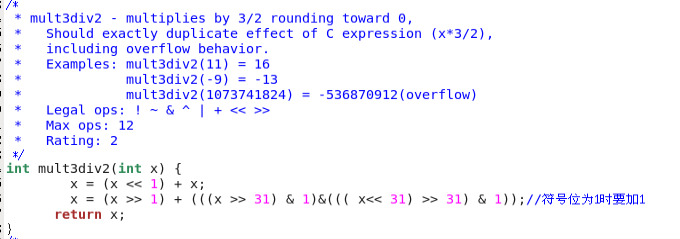 /*
 * mult3div2 - multiplies by 3/2 rounding toward 0,
 *   Should exactly duplicate effect of C expression (x*3/2),
 *   including overflow behavior.
 *   Examples: mult3div2(11) = 16
 *             mult3div2(-9) = -13
 *             mult3div2(1073741824) = -536870912(overflow)
 *   Legal ops: ! ~ & ^ | + << >>
 *   Max ops: 12
 *   Rating: 2
 */
int mult3div2(int x) {
        x = (x << 1) + x;
        x = (x >> 1) + (((x >> 31) & 1)&((( x<< 31) >> 31) & 1));//符号位为1时要加1
      return x;
}
/*